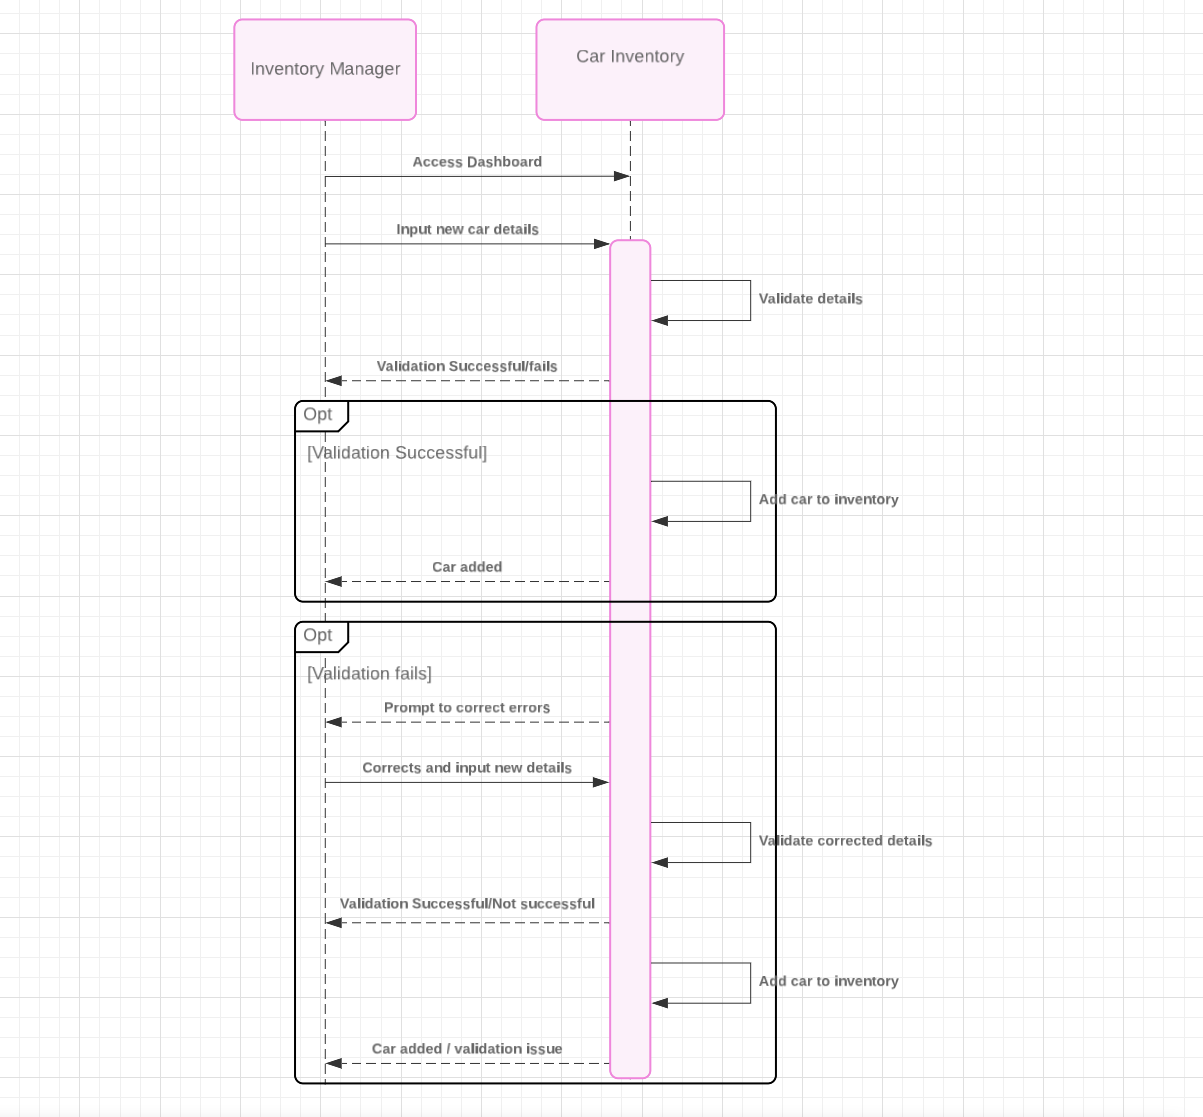 Inventory Manager
Car Inventory
Access Dashboard
Input new car details
Validate details
Validation Successful/fails
Opt
[Validation Successful]
Add car to inventory
Car added
Opt
[Validation fails]
Prompt to correct errors
Corrects and input new details
Validate corrected details
Validation Successful/Not successful
Add car to inventory
Car added / validation issue